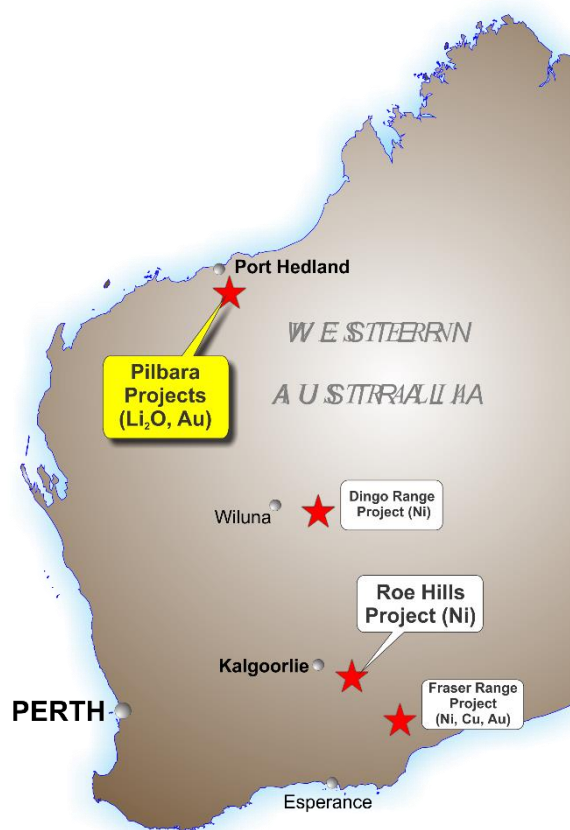 Port Hedland
WESTERN
AUSTRALIA
Pilbara
Projects
(Li₂O, Au)
Wiluna
Dingo Range
Project (Ni)
Roe Hills
Project (Ni)
Kalgoorlie
Fraser Range
Project
(Ni, Cu, Au)
PERTH
Esperance